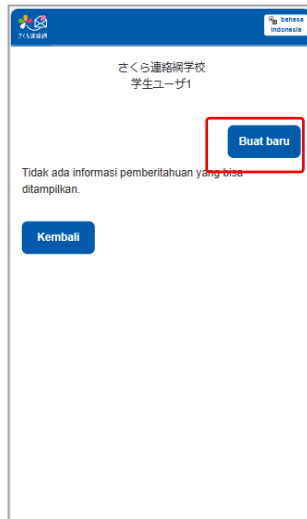 さくら連絡網
bahasa
indonesia
さくら連絡網学校
学生ユーザ1
Buat baru
Tidak ada informasi pemberitahuan yang bisa
ditampilkan.
Kembali